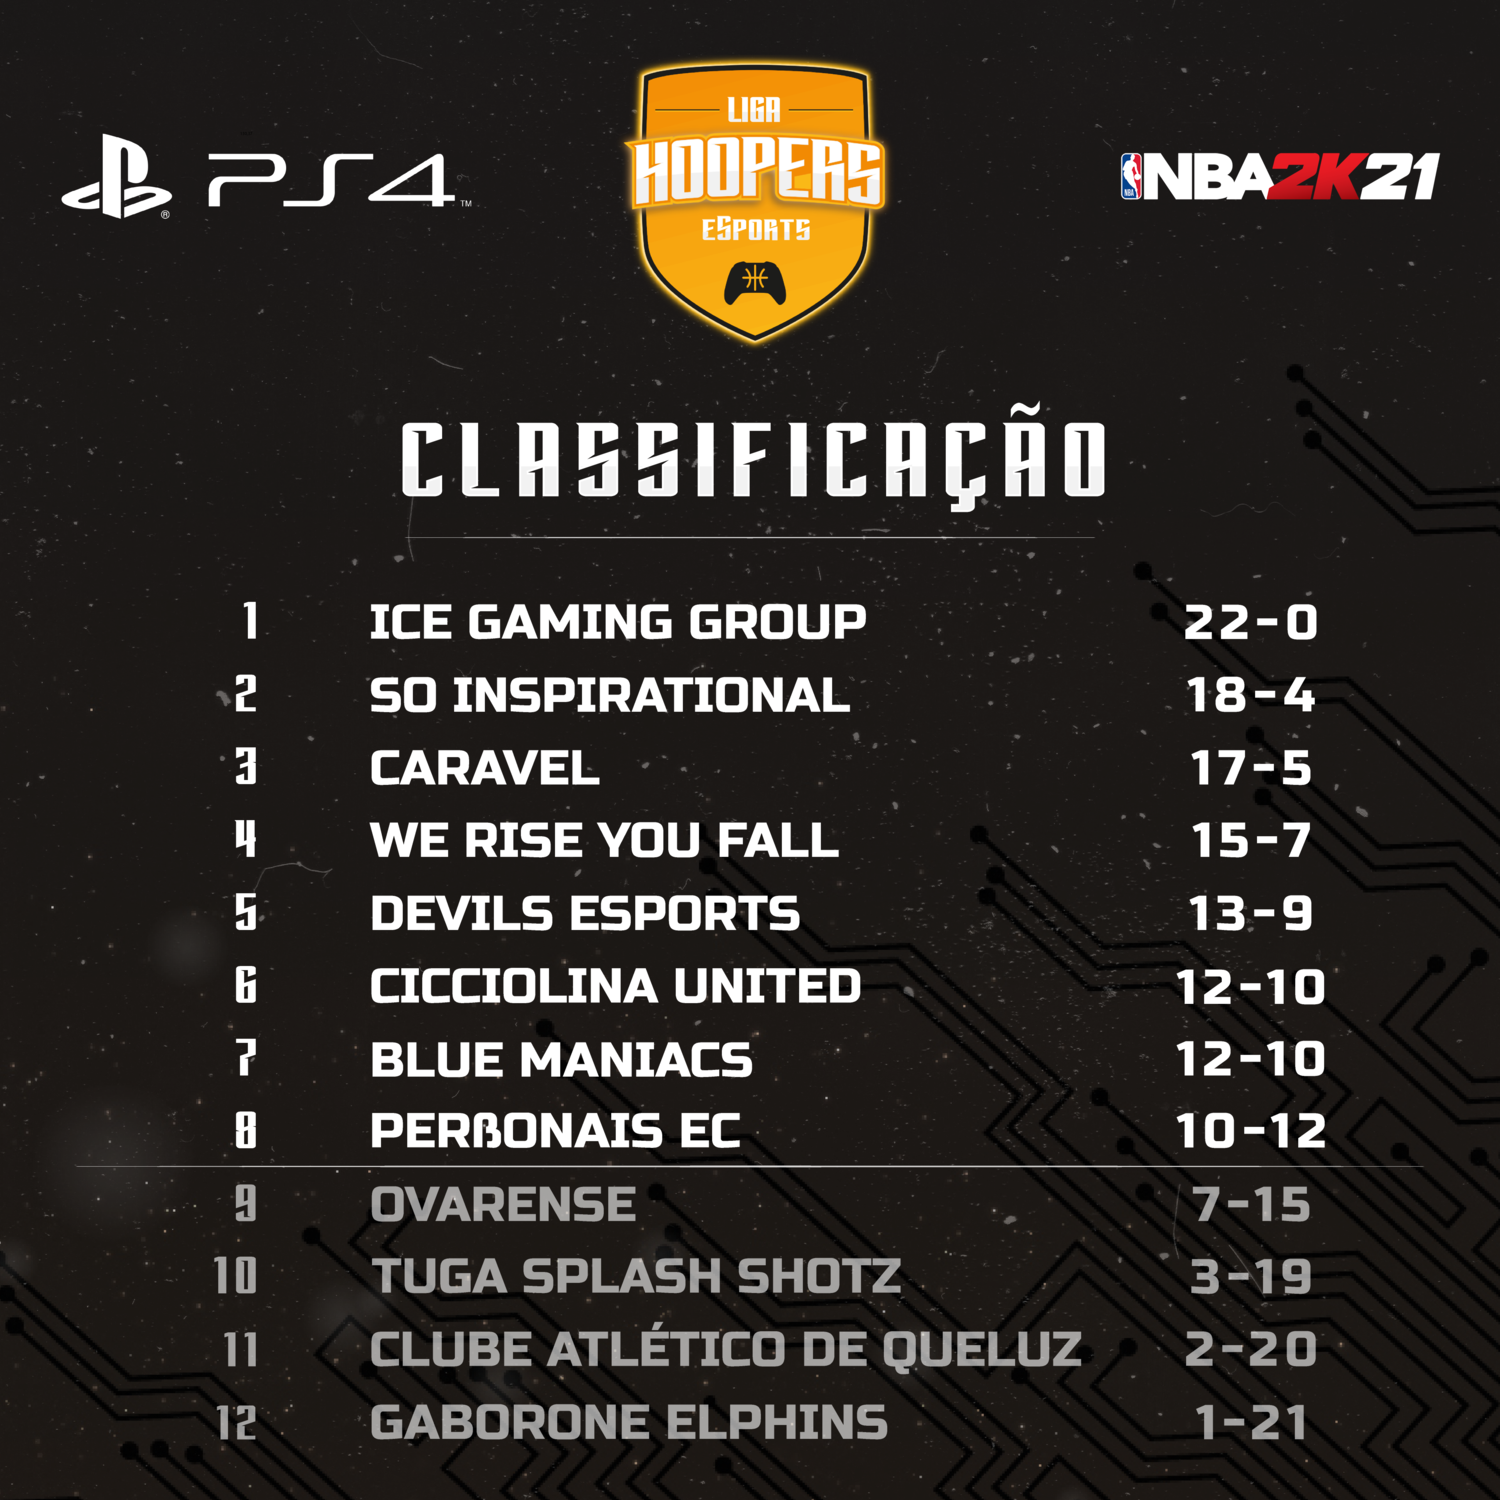 PS4 ™
®
LIGA
HOOPERS
ESPORTS
NBA
NBA2K21
CLASSIFICAÇÃO
1 ICE GAMING GROUP 22-0
2 SO INSPIRATIONAL 18-4
3 CARAVEL 17-5
4 WE RISE YOU FALL 15-7
5 DEVILS ESPORTS 13-9
6 CICCIOLINA UNITED 12-10
7 BLUE MANIACS 12-10
8 PERßONAIS EC 10-12
9 OVARENSE 7-15
10 TUGA SPLASH SHOTZ 3-19
11 CLUBE ATLÉTICO DE QUELUZ 2-20
12 GABORONE ELPHINS 1-21